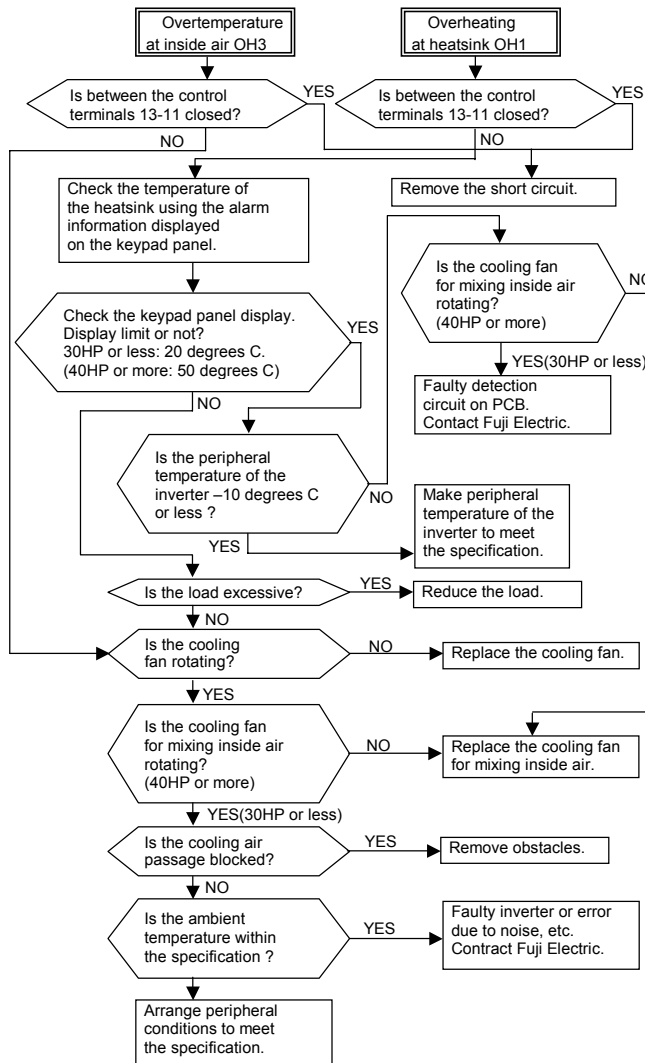 Overtemperature
at inside air OH3
Overheating
at heatsink OH1
Is between the control
terminals 13-11 closed?
YES
NO
Is between the control
terminals 13-11 closed?
YES
NO
Check the temperature of
the heatsink using the alarm
information displayed
on the keypad panel.
Remove the short circuit.
Is the cooling fan
for mixing inside air
rotating?
(40HP or more)
NO
YES(30HP or less)
Check the keypad panel display.
Display limit or not?
30HP or less: 20 degrees C.
(40HP or more: 50 degrees C)
YES
NO
Faulty detection
circuit on PCB.
Contact Fuji Electric.
Is the peripheral
temperature of the
inverter –10 degrees C
or less ?
NO
YES
Make peripheral
temperature of the
inverter to meet
the specification.
Is the load excessive?
YES
Reduce the load.
NO
Is the cooling
fan rotating?
NO
Replace the cooling fan.
YES
Is the cooling fan
for mixing inside air
rotating?
(40HP or more)
NO
Replace the cooling fan
for mixing inside air.
YES(30HP or less)
Is the cooling air
passage blocked?
YES
Remove obstacles.
NO
Is the ambient
temperature within
the specification ?
YES
Faulty inverter or error
due to noise, etc.
Contract Fuji Electric.
Arrange peripheral
conditions to meet
the specification.